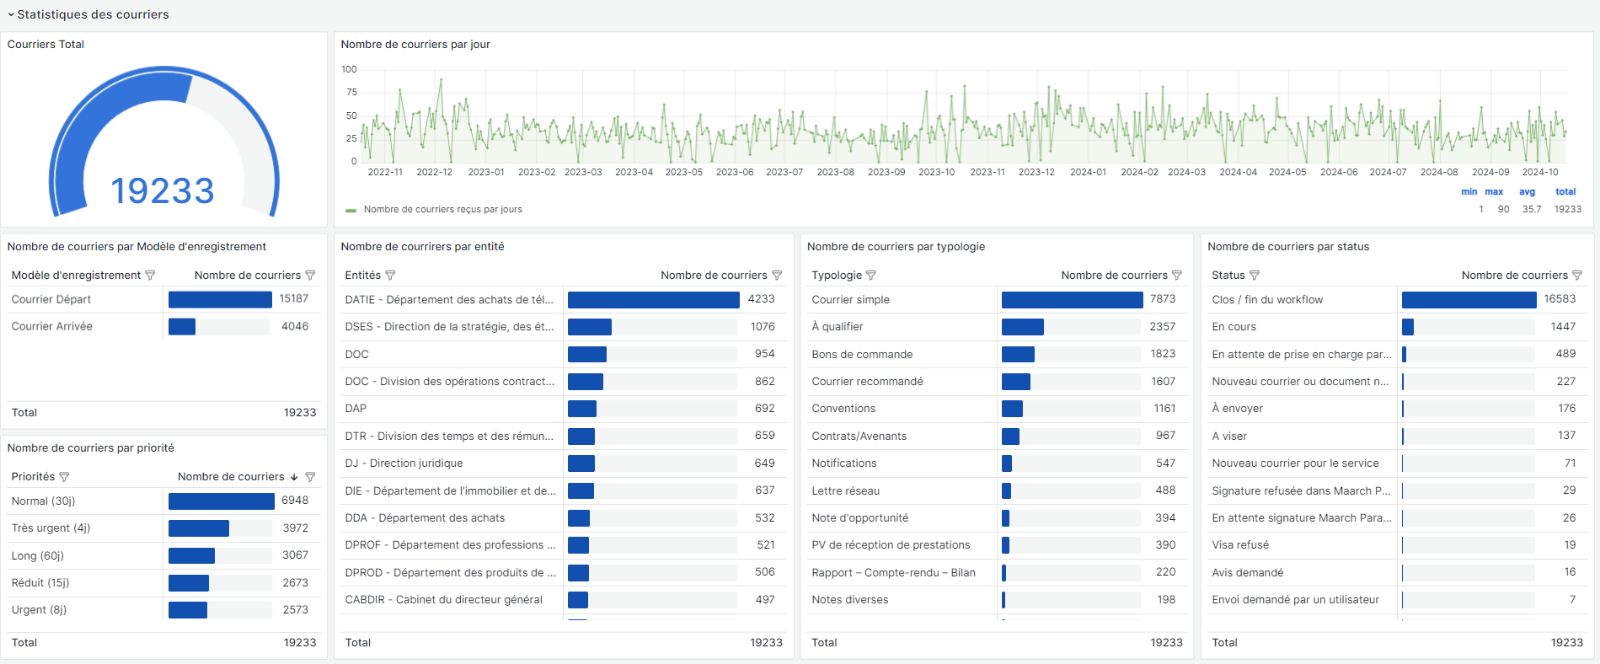 Statistiques des courriers
Courriers Total
19233
Nombre de courriers par jour
100
75
50
25
0
2022-11 2022-12 2023-01 2023-02 2023-03 2023-04 2023-05 2023-06 2023-07 2023-08 2023-09 2023-10 2023-11 2023-12 2024-01 2024-02 2024-03 2024-04 2024-05 2024-06 2024-07 2024-08 2024-09 2024-10
min max avg total
Nombre de courriers reçus par jours 1 90 35.7 19233
Nombre de courriers par Modèle d'enregistrement
Modèle d'enregistrement Nombre de courriers
Courrier Départ 15187
Courrier Arrivée 4046
Total 19233
Nombre de courriers par priorité
Priorités Nombre de courriers
Normal (30j) 6948
Très urgent (4j) 3972
Long (60j) 3067
Réduit (15j) 2673
Urgent (8j) 2573
Total 19233
Nombre de courrirers par entité
Entités Nombre de courriers
DATIE - Département des achats de tél... 4233
DSES - Direction de la stratégie, des ét... 1076
DOC 954
DOC - Division des opérations contract... 862
DAP 692
DTR - Division des temps et des rémun... 659
DJ - Direction juridique 649
DIE - Département de l'immobilier et de... 637
DDA - Département des achats 532
DPROF - Département des professions ... 521
DPROD - Département des produits de ... 506
CABDIR - Cabinet du directeur général 497
Total 19233
Nombre de courriers par typologie
Typologie Nombre de courriers
Courrier simple 7873
À qualifier 2357
Bons de commande 1823
Courrier recommandé 1607
Conventions 1161
Contrats/Avenants 967
Notifications 547
Lettre réseau 488
Note d'opportunité 394
PV de réception de prestations 390
Rapport – Compte-rendu – Bilan 220
Notes diverses 198
Total 19233
Nombre de courriers par status
Status Nombre de courriers
Clos / fin du workflow 16583
En cours 1447
En attente de prise en charge par... 489
Nouveau courrier ou document n... 227
À envoyer 176
A viser 137
Nouveau courrier pour le service 71
Signature refusée dans Maarch P... 29
En attente signature Maarch Para... 26
Visa refusé 19
Avis demandé 16
Envoi demandé par un utilisateur 7
Total 19233